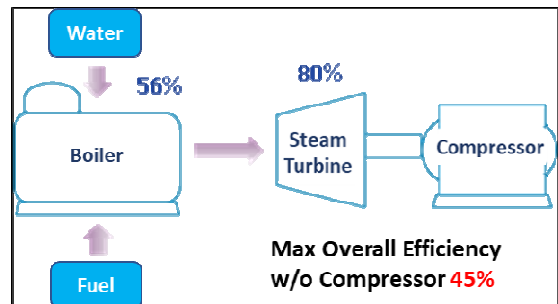 Water
56%
80%
Boiler
Steam
Turbine
Compressor
Fuel
Max Overall Efficiency
w/o Compressor 45%